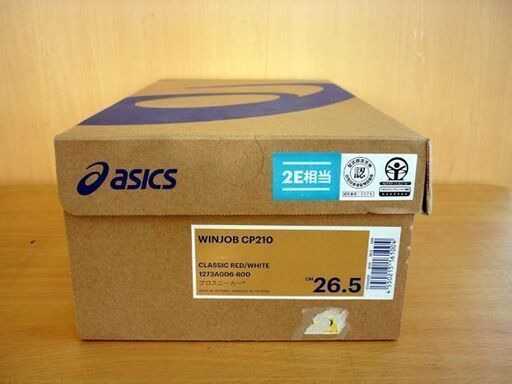 asics
2E相当
認
WINJOB CP210
CLASSIC RED/WHITE
1273A006-600
プロスニーカー®
CM 26.5